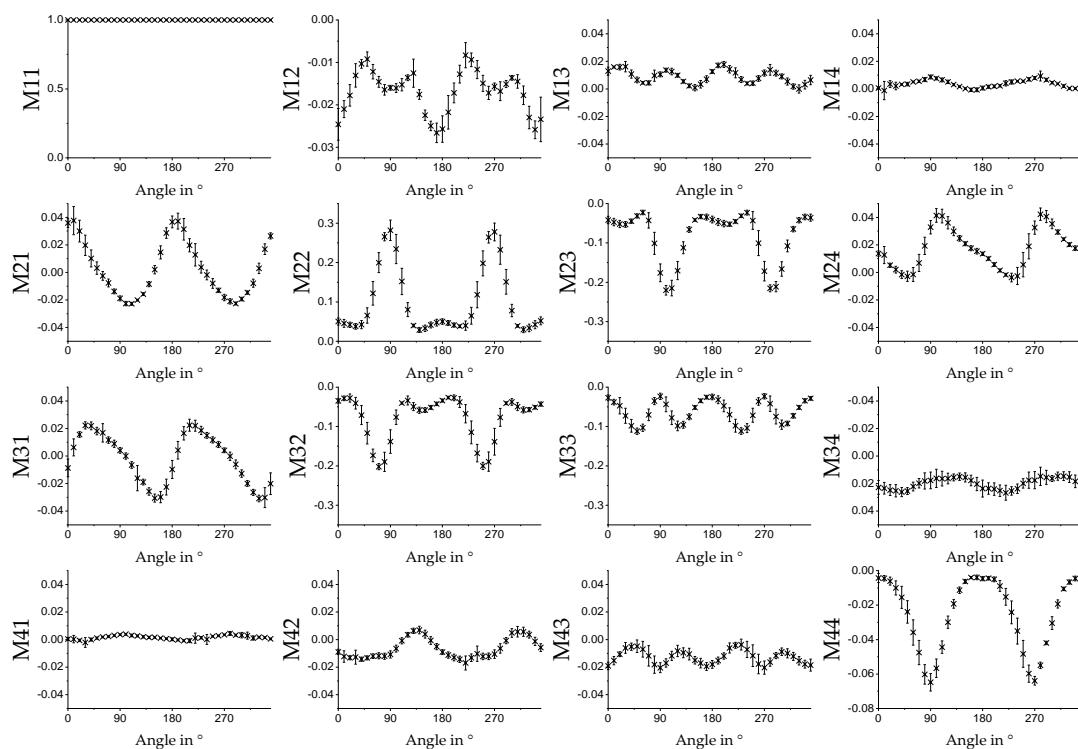 M11
1.0
0.5
0.0
0 90 180 270
Angle in °
M12
0.00
-0.01
-0.02
-0.03
0 90 180 270
Angle in °
M13
0.04
0.02
0.00
0.02
0.04
0 90 180 270
Angle in °
M14
0.04
0.02
0.00
-0.02
-0.04
0 90 180 270
Angle in °
M21
0.04
0.02
0.00
-0.02
-0.04
0 90 180 270
Angle in °
M22
0.3
0.2
0.1
0.0
0 90 180 270
Angle in °
M23
0.0
-0.1
-0.2
-0.3
0 90 180 270
Angle in °
M24
0.04
0.02
0.00
-0.02
-0.04
0 90 180 270
Angle in °
M31
0.04
0.02
0.00
-0.02
-0.04
0 90 180 270
Angle in °
M32
-0.0
-0.1
-0.2
-0.3
0 90 180 270
Angle in °
M33
0.0
-0.1
-0.2
-0.3
0 90 180 270
Angle in °
M34
-0.04
-0.02
0.00
0.02
0.04
0 90 180 270
Angle in °
M41
0.04
0.02
0.00
-0.02
-0.04
0 90 180 270
Angle in °
M42
0.04
0.02
0.00
-0.02
-0.04
0 90 180 270
Angle in °
M43
0.04
0.02
0.00
-0.02
-0.04
0 90 180 270
Angle in °
M44
0.00
-0.02
-0.04
-0.06
-0.08
0 90 180 270
Angle in °